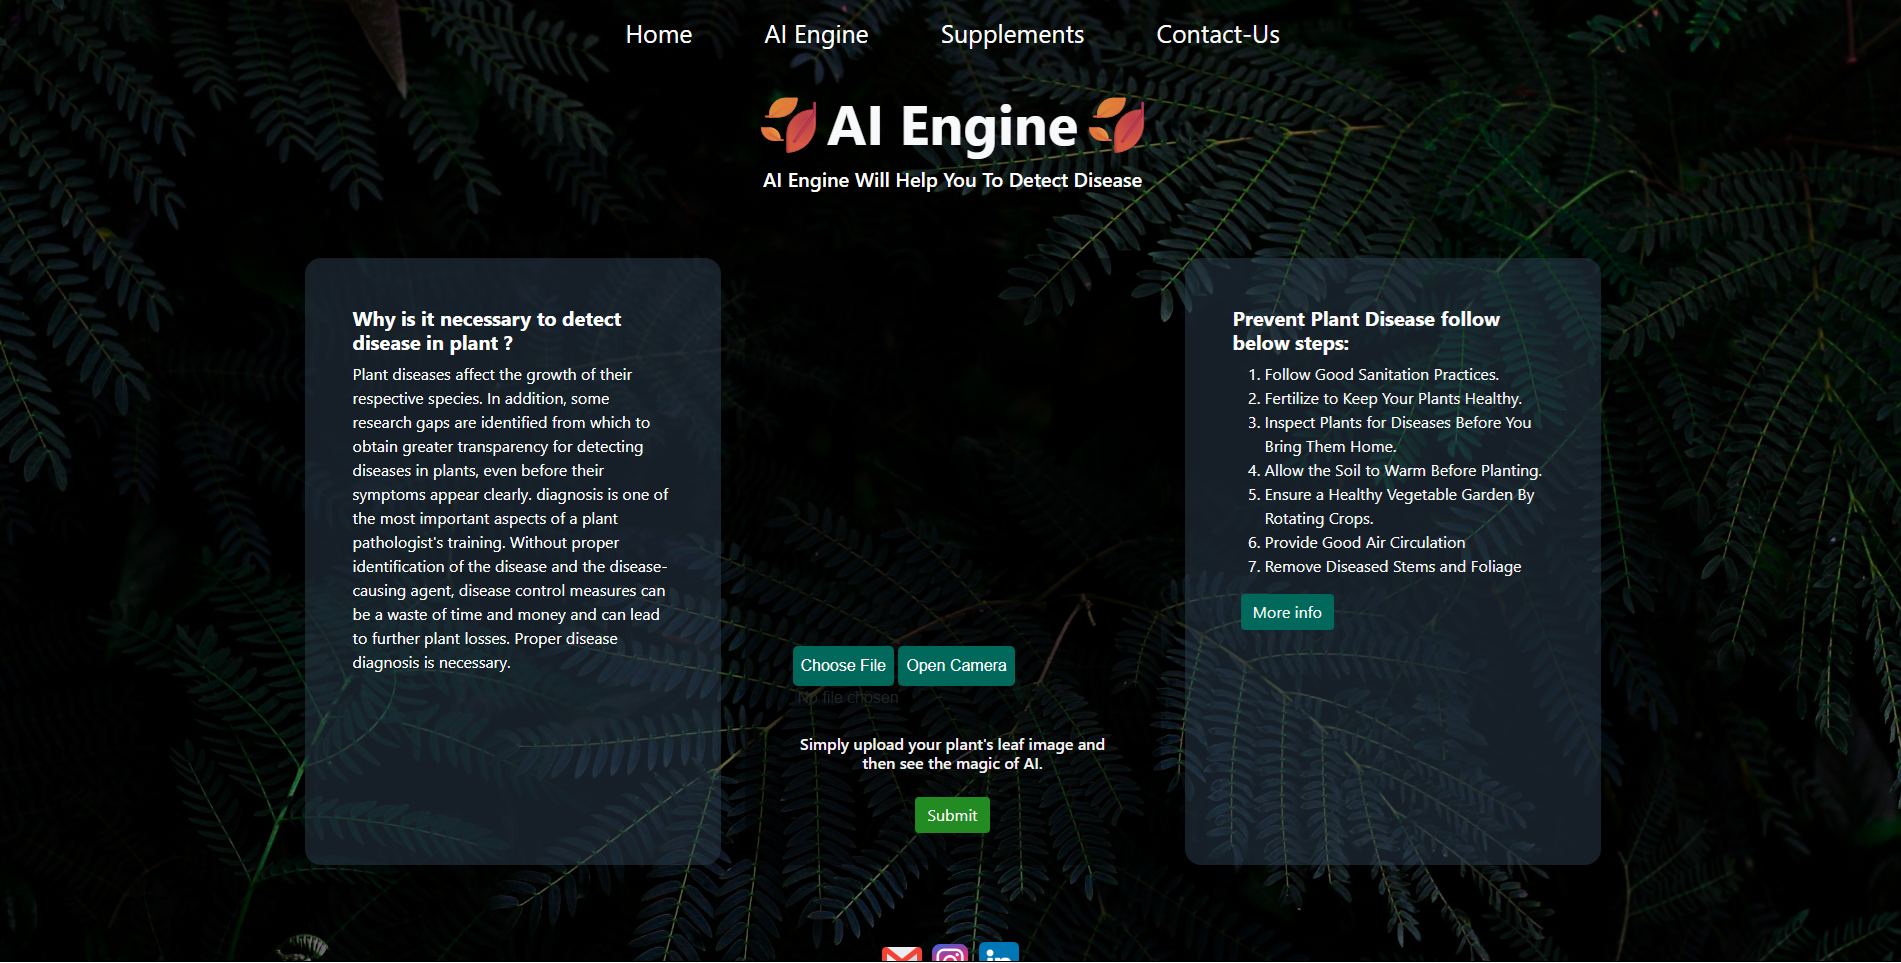 Home
AI Engine
Supplements
Contact-Us
AI Engine
AI Engine Will Help You To Detect Disease
Why is it necessary to detect
disease in plant ?
Plant diseases affect the growth of their
respective species. In addition, some
research gaps are identified from which to
obtain greater transparency for detecting
diseases in plants, even before their
symptoms appear clearly. diagnosis is one of
the most important aspects of a plant
pathologist's training. Without proper
identification of the disease and the disease-
causing agent, disease control measures can
be a waste of time and money and can lead
to further plant losses. Proper disease
diagnosis is necessary.
Choose File
Open Camera
No file chosen
Simply upload your plant's leaf image and
then see the magic of AI.
Submit
Prevent Plant Disease follow
below steps:
1. Follow Good Sanitation Practices.
2. Fertilize to Keep Your Plants Healthy.
3. Inspect Plants for Diseases Before You
Bring Them Home.
4. Allow the Soil to Warm Before Planting.
5. Ensure a Healthy Vegetable Garden By
Rotating Crops.
6. Provide Good Air Circulation
7. Remove Diseased Stems and Foliage
More info
in